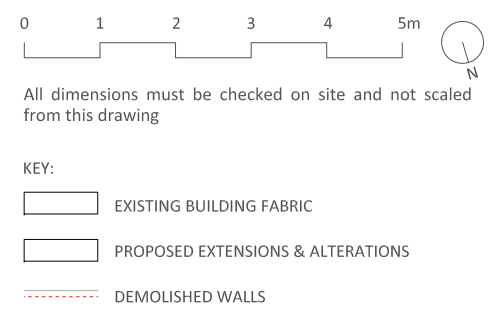 0 1 2 3 4 5m
N
All dimensions must be checked on site and not scaled
from this drawing
KEY:
EXISTING BUILDING FABRIC
PROPOSED EXTENSIONS & ALTERATIONS
DEMOLISHED WALLS